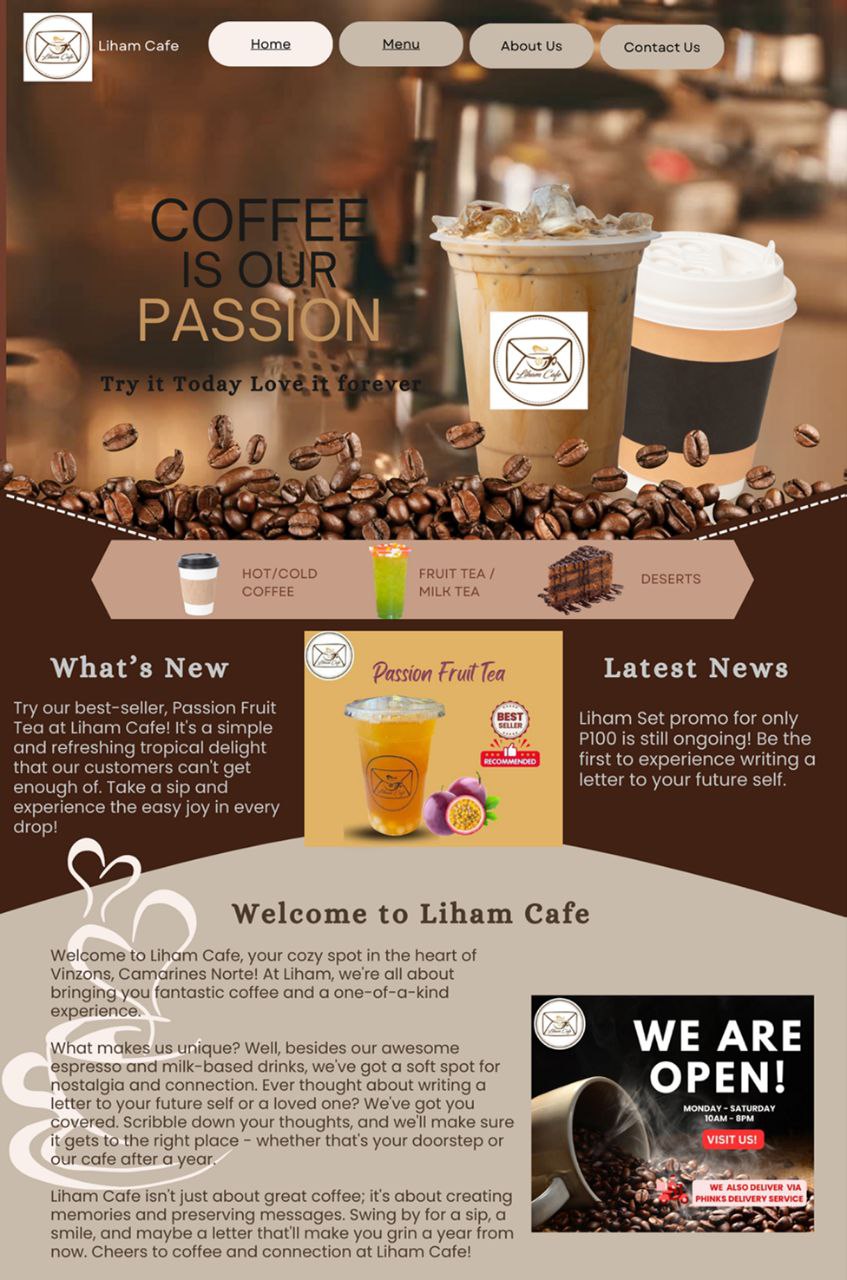 Liham Cafe
Liham Cafe
Home
Menu
About Us
Contact Us
COFFEE
IS OUR
PASSION
Try it Today Love it forever
Liham Cafe
HOT/COLD
COFFEE
FRUIT TEA /
MILK TEA
DESERTS
What's New
Try our best-seller, Passion Fruit
Tea at Liham Cafe! It's a simple
and refreshing tropical delight
that our customers can't get
enough of. Take a sip and
experience the easy joy in every
drop!
Liham Cafe
Passion Fruit Tea
BEST
SELLER
RECOMMENDED
Liham Cafe
Latest News
Liham Set promo for only
P100 is still ongoing! Be the
first to experience writing a
letter to your future self.
Welcome to Liham Cafe
Welcome to Liham Cafe, your cozy spot in the heart of
Vinzons, Camarines Norte! At Liham, we're all about
bringing you fantastic coffee and a one-of-a-kind
experience.
What makes us unique? Well, besides our awesome
espresso and milk-based drinks, we've got a soft spot for
nostalgia and connection. Ever thought about writing a
letter to your future self or a loved one? We've got you
covered. Scribble down your thoughts, and we'll make sure
it gets to the right place - whether that's your doorstep or
our cafe after a year.
Liham Cafe isn't just about great coffee; it's about creating
memories and preserving messages. Swing by for a sip, a
smile, and maybe a letter that'll make you grin a year from
now. Cheers to coffee and connection at Liham Cafe!
Liham Cafe
WE ARE
OPEN!
MONDAY - SATURDAY
10AM - 8PM
VISIT US!
WE ALSO DELIVER VIA
PHINKS DELIVERY SERVICE